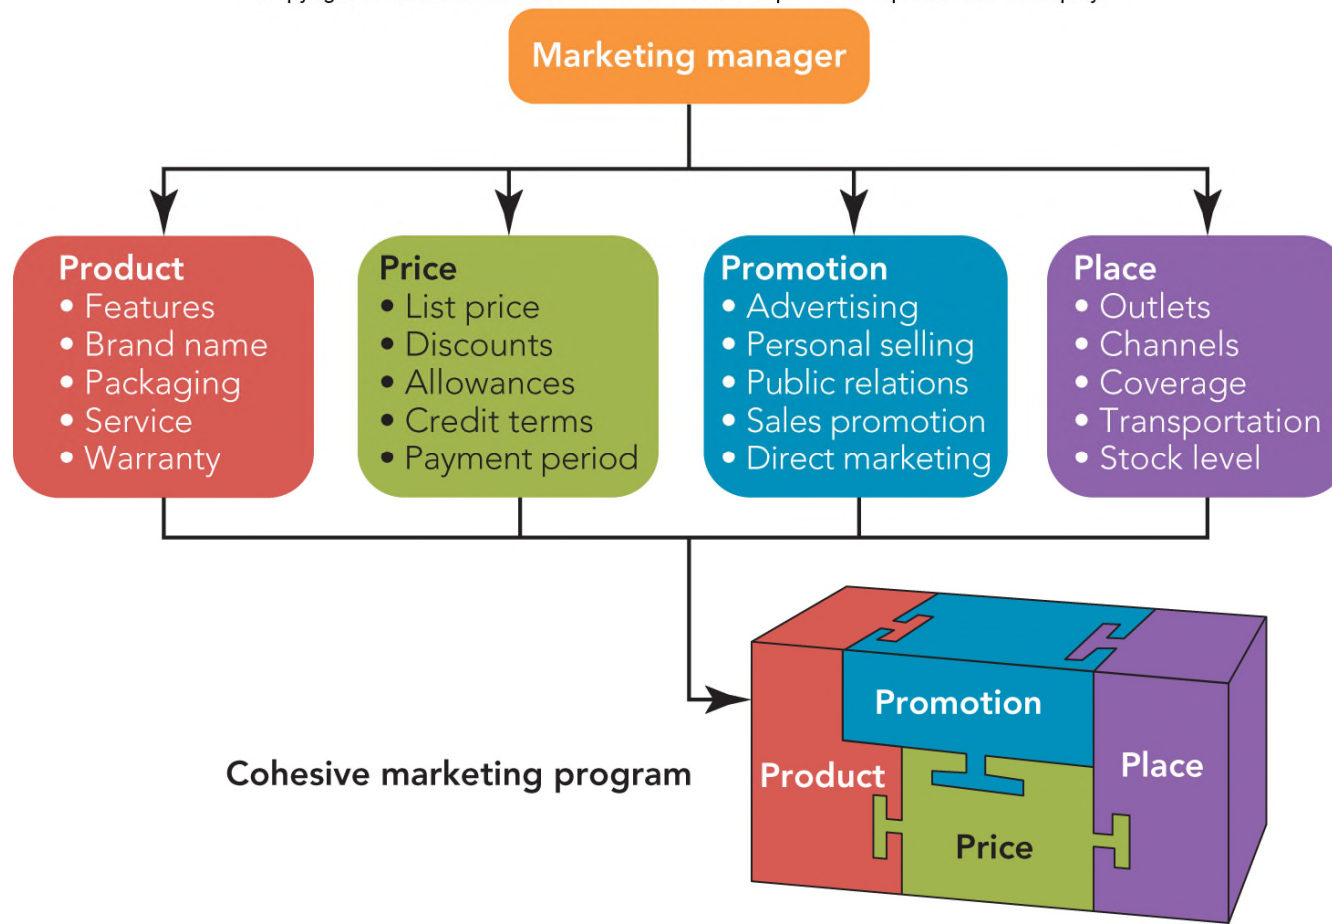 Marketing manager
Product
• Features
• Brand name
• Packaging
• Service
• Warranty
Price
• List price
• Discounts
• Allowances
• Credit terms
• Payment period
Promotion
• Advertising
• Personal selling
• Public relations
• Sales promotion
• Direct marketing
Place
• Outlets
• Channels
• Coverage
• Transportation
• Stock level
Cohesive marketing program
Promotion
Product
Place
Price